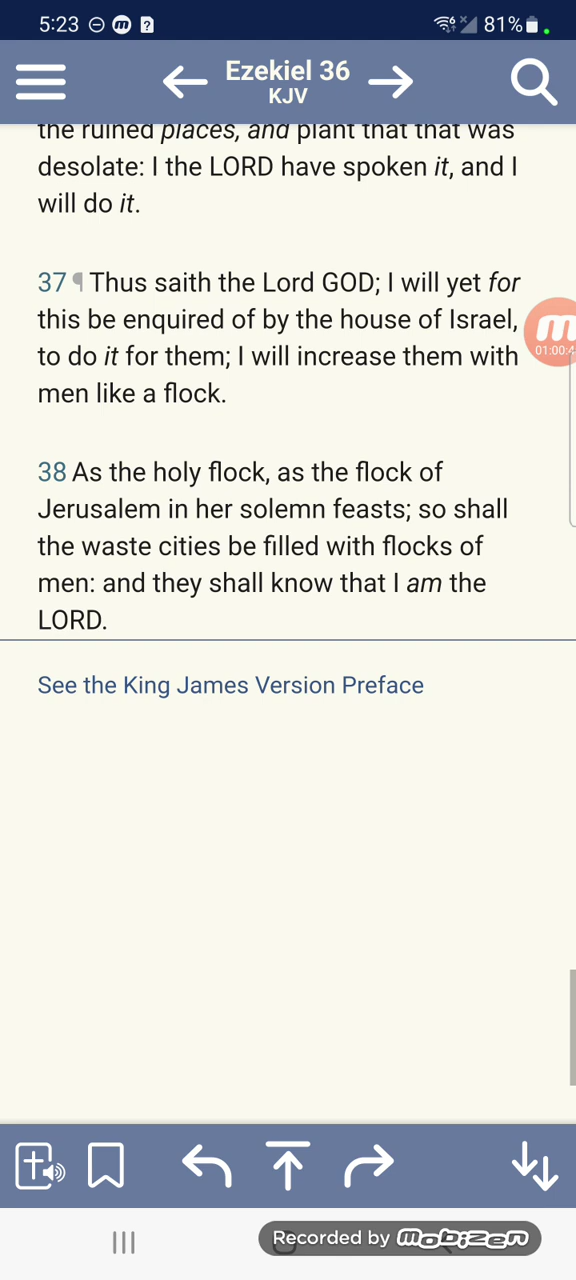 5:23 m ? 6 81%
Ezekiel 36
KJV
the ruined places, and plant that that was
desolate: I the LORD have spoken it, and I
will do it.
37 ¶ Thus saith the Lord GOD; I will yet for
this be enquired of by the house of Israel,
to do it for them; I will increase them with
men like a flock.
m
01:00:4
38 As the holy flock, as the flock of
Jerusalem in her solemn feasts; so shall
the waste cities be filled with flocks of
men: and they shall know that I am the
LORD.
See the King James Version Preface
Recorded by mobizen